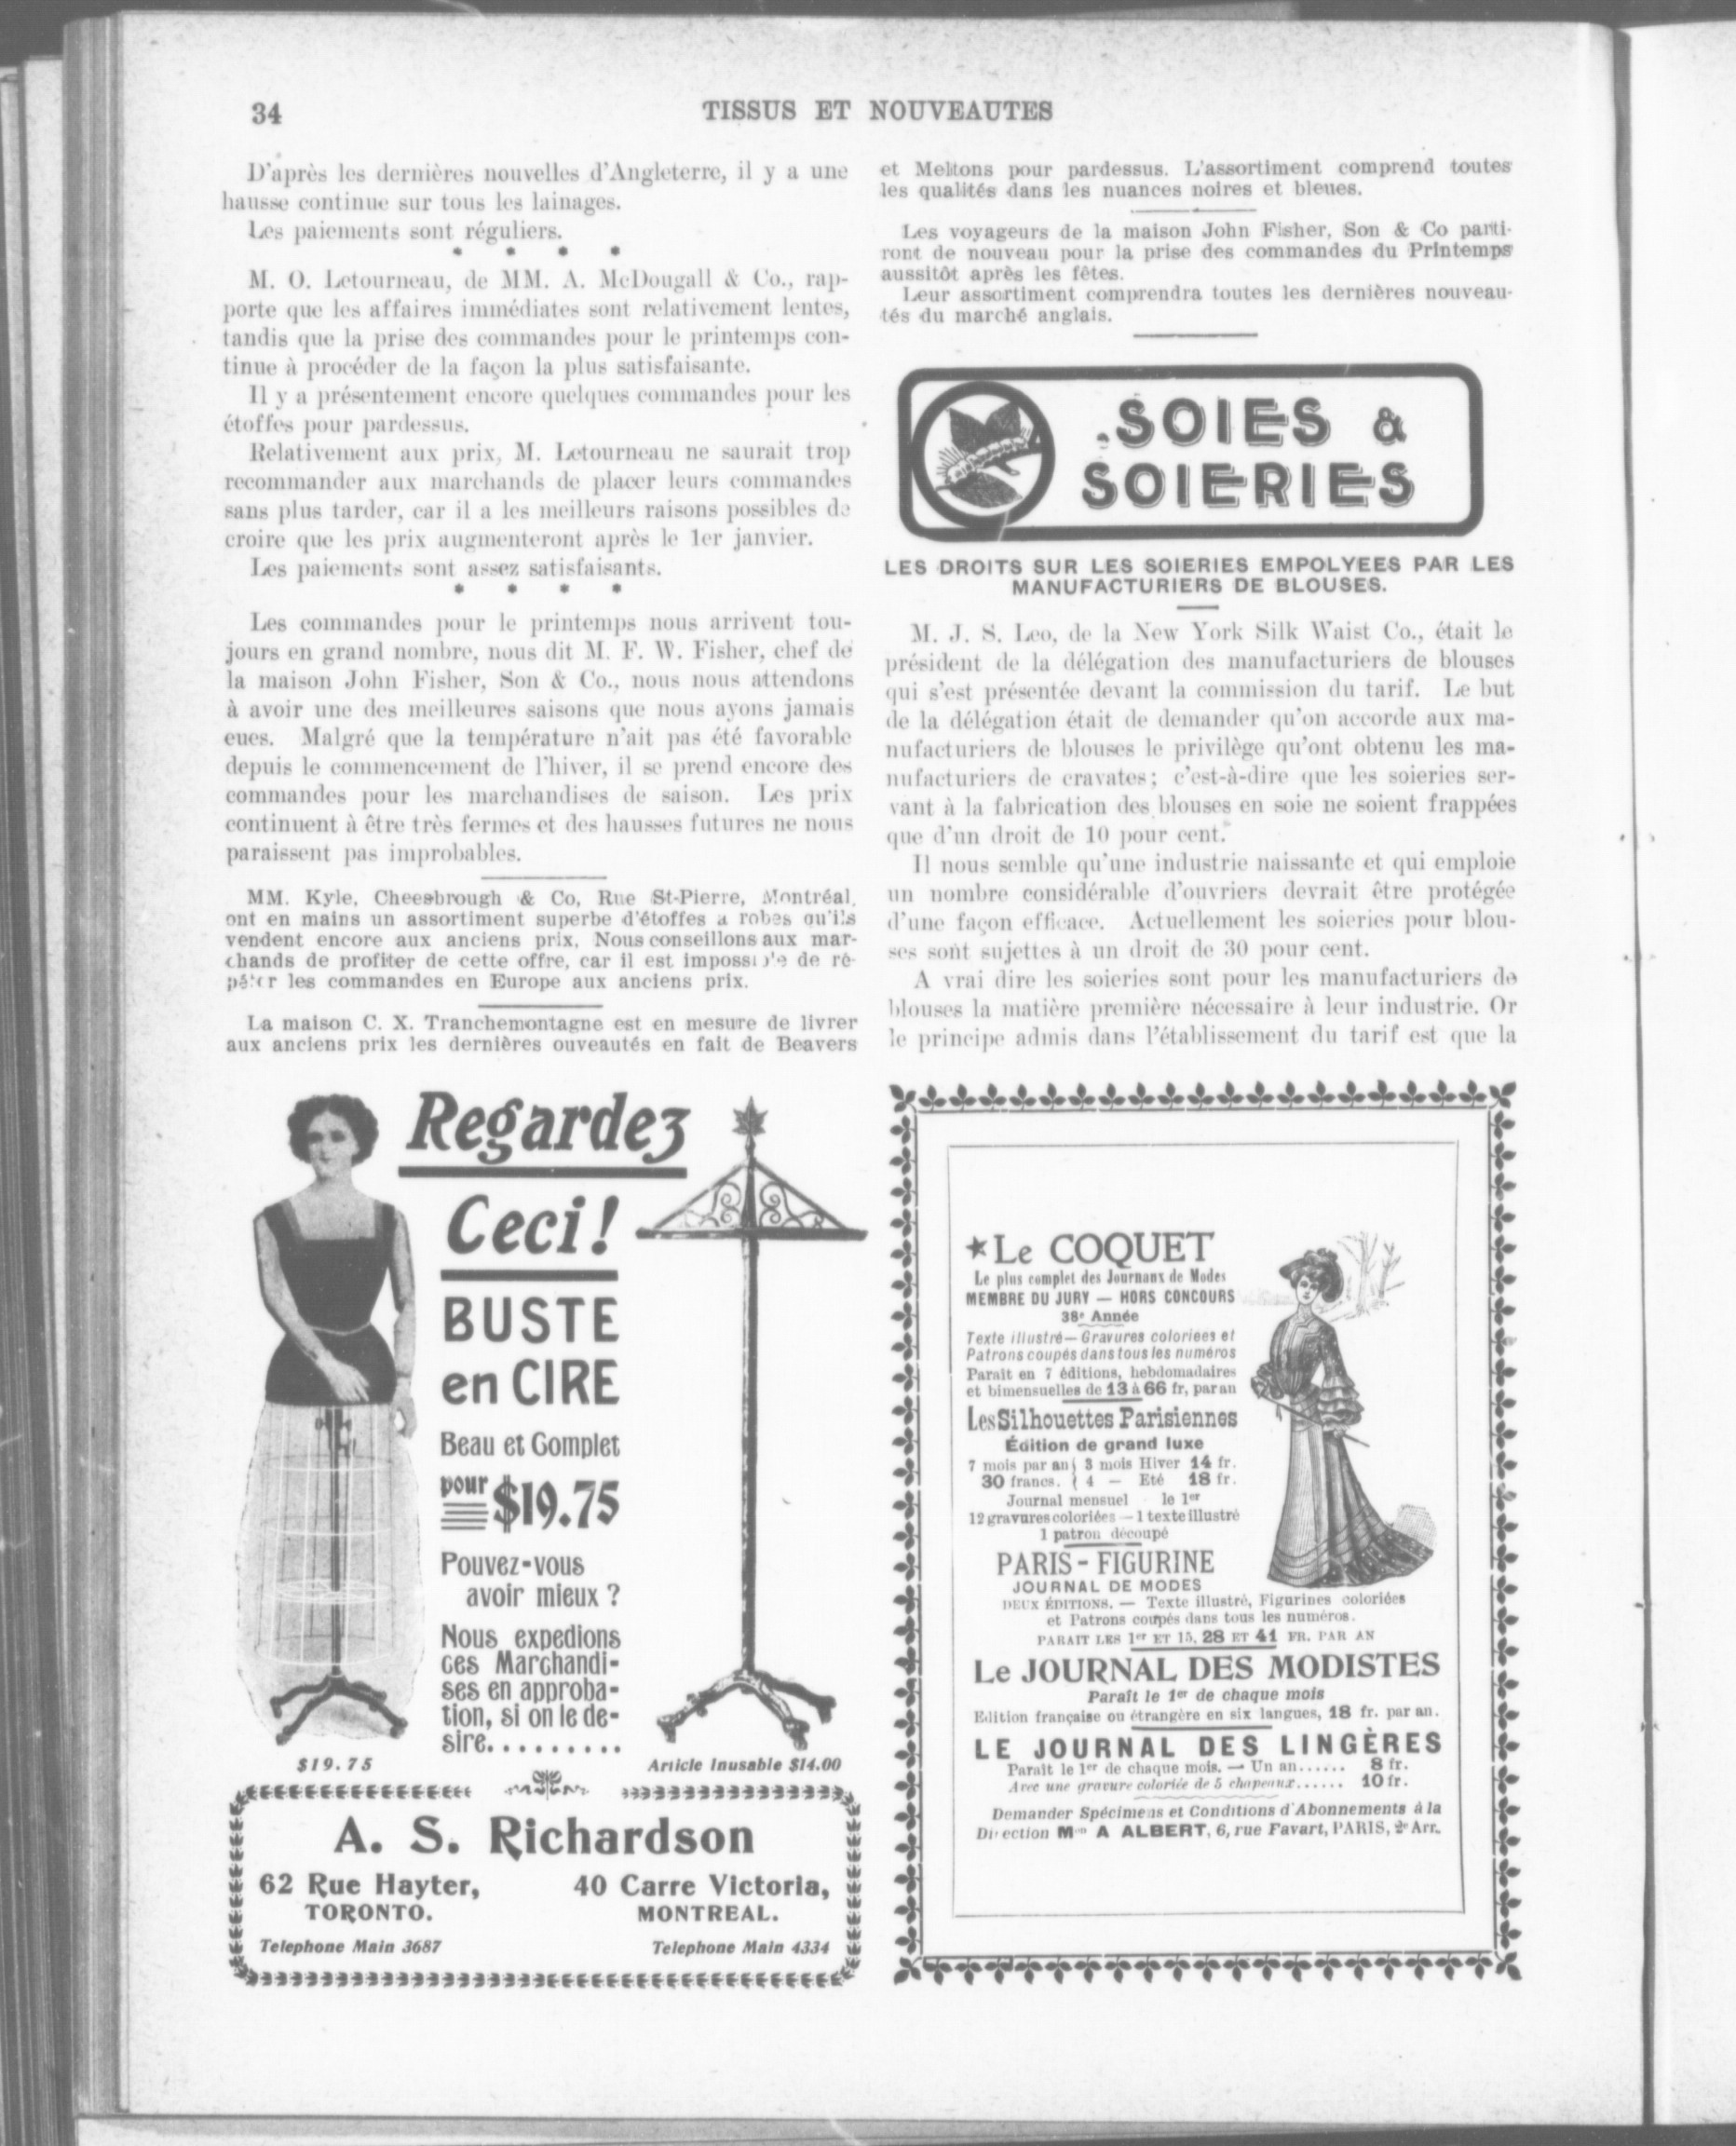 34
TISSUS ET NOUVEAUTES
D'après les dernières nouvelles d'Angleterre, il y a une
hausse continue sur tous les lainages.
Les paiements sont réguliers.
* * * *
M. O. Letourneau, de MM. A. McDougall & Co., rap-
porte que les affaires immédiates sont relativement lentes,
tandis que la prise des commandes pour le printemps con-
tinue à procéder de la façon la plus satisfaisante.
Il y a présentement encore quelques commandes pour les
étoffes pour pardessus.
Relativement aux prix, M. Letourneau ne saurait trop
recommander aux marchands de placer leurs commandes
sans plus tarder, car il a les meilleurs raisons possibles de
croire que les prix augmenteront après le 1er janvier.
Les paiements sont assez satisfaisants.
* * * *
Les commandes pour le printemps nous arrivent tou-
jours en grand nombre, nous dit M. F. W. Fisher, chef de
la maison John Fisher, Son & Co., nous nous attendons
à avoir une des meilleures saisons que nous ayons jamais
eues. Malgré que la température n'ait pas été favorable
depuis le commencement de l'hiver, il se prend encore des
commandes pour les marchandises de saison. Les prix
continuent à être très fermes et des hausses futures ne nous
paraissent pas improbables.
MM. Kyle, Cheesbrough & Co, Rue St-Pierre, Montréal,
ont en mains un assortiment superbe d'étoffes a robes qu'ils
vendent encore aux anciens prix. Nous conseillons aux mar-
chands de profiter de cette offre, car il est impossible de ré-
péter les commandes en Europe aux anciens prix.
La maison C. X. Tranchemontagne est en mesure de livrer
aux anciens prix les dernières ouveautés en fait de Beavers
et Meltons pour pardessus. L'assortiment comprend toutes
les qualités dans les nuances noires et bleues.
Les voyageurs de la maison John Fisher, Son & Co parti-
ront de nouveau pour la prise des commandes du Printemps
aussitôt après les fêtes.
Leur assortiment comprendra toutes les dernières nouveau-
tés du marché anglais.
SOIES &
SOIERIES
LES DROITS SUR LES SOIERIES EMPOLYEES PAR LES
MANUFACTURIERS DE BLOUSES.
M. J. S. Leo, de la New York Silk Waist Co., était le
président de la délégation des manufacturiers de blouses
qui s'est présentée devant la commission du tarif. Le but
de la délégation était de demander qu'on accorde aux ma-
nufacturiers de blouses le privilège qu'ont obtenu les ma-
nufacturiers de cravates; c'est-à-dire que les soieries ser-
vant à la fabrication des blouses en soie ne soient frappées
que d'un droit de 10 pour cent.
Il nous semble qu'une industrie naissante et qui emploie
un nombre considérable d'ouvriers devrait être protégée
d'une façon efficace. Actuellement les soieries pour blou-
ses sont sujettes à un droit de 30 pour cent.
A vrai dire les soieries sont pour les manufacturiers de
blouses la matière première nécessaire à leur industrie. Or
le principe admis dans l'établissement du tarif est que la
Regardez
Ceci!
BUSTE
en CIRE
Beau et Complet
pour $19.75
Pouvez-vous
avoir mieux ?
Nous expedions
ces Marchandi-
ses en approba-
tion, si on le de-
sire.........
$19.75
Article Inusable $14.00
A. S. Richardson
62 Rue Hayter,
TORONTO.
Telephone Main 3687
40 Carre Victoria,
MONTREAL.
Telephone Main 4334
★Le COQUET
Le plus complet des Journaux de Modes
MEMBRE DU JURY — HORS CONCOURS
38e Année
Texte illustré—Gravures coloriées et
Patrons coupés dans tous les numéros
Parait en 7 éditions, hebdomadaires
et bimensuelles de 13 à 66 fr, par an
Les Silhouettes Parisiennes
Édition de grand luxe
7 mois par an { 3 mois Hiver 14 fr.
30 francs. { 4 — Eté 18 fr.
Journal mensuel le 1er
12 gravures coloriées — 1 texte illustré
1 patron découpé
PARIS-FIGURINE
JOURNAL DE MODES
DEUX ÉDITIONS. — Texte illustré, Figurines coloriées
et Patrons coupés dans tous les numéros.
PARAIT LES 1er ET 15, 28 ET 41 FR. PAR AN
Le JOURNAL DES MODISTES
Paraît le 1er de chaque mois
Edition française ou étrangère en six langues, 18 fr. par an.
LE JOURNAL DES LINGÈRES
Paraît le 1er de chaque mois. — Un an...... 8 fr.
Avec une gravure coloriée de 5 chapeaux...... 10 fr.
Demander Spécimens et Conditions d'Abonnements à la
Direction Mon A ALBERT, 6, rue Favart, PARIS, 2e Arr.